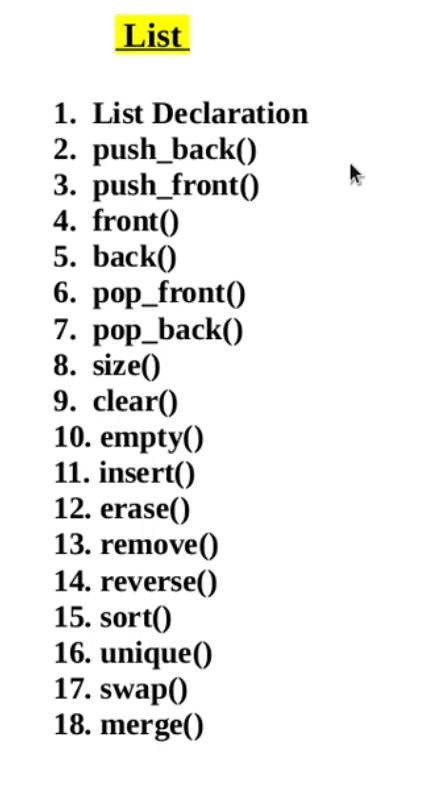 List
1. List Declaration
2. push_back()
3. push_front()
4. front()
5. back()
6. pop_front()
7. pop_back()
8. size()
9. clear()
10. empty()
11. insert()
12. erase()
13. remove()
14. reverse()
15. sort()
16. unique()
17. swap()
18. merge()